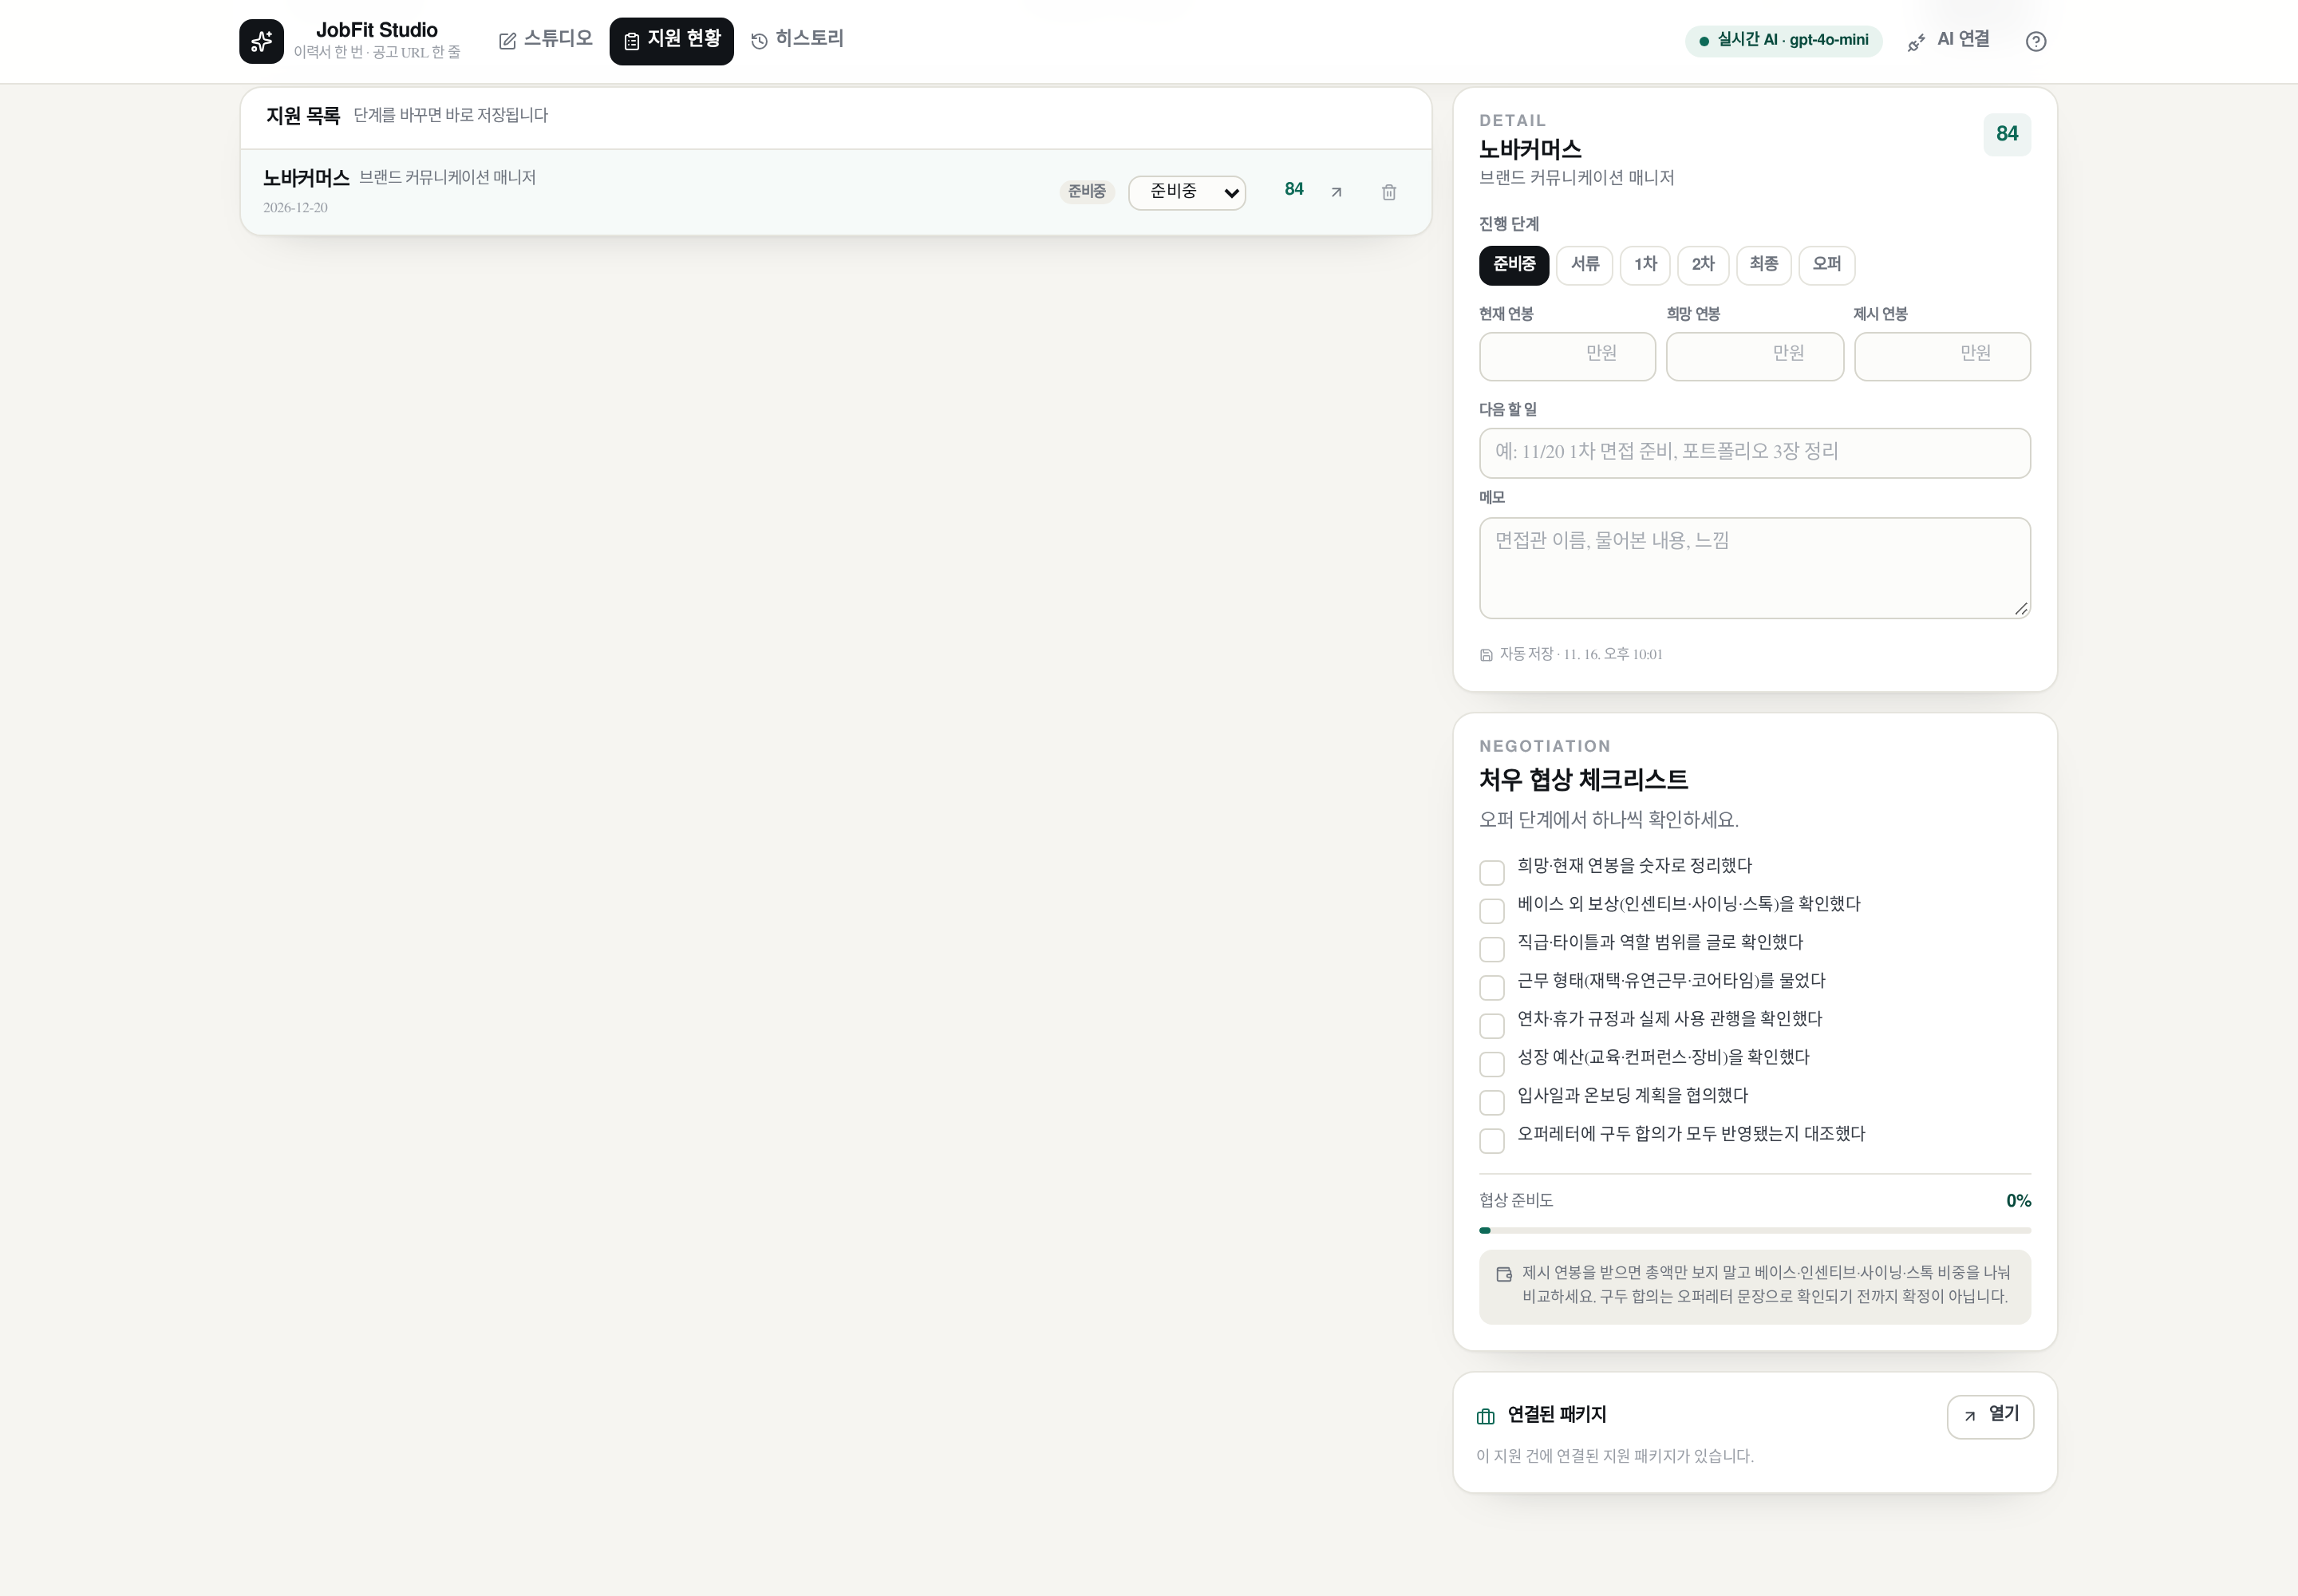 JobFit Studio
이력서 한 번 · 공고 URL 한 줄
스튜디오
지원 현황
히스토리
실시간 AI · gpt-4o-mini
AI 연결
지원 목록 단계를 바꾸면 바로 저장됩니다
노바커머스 브랜드 커뮤니케이션 매니저
2026-12-20
준비중
준비중
84
DETAIL
노바커머스
브랜드 커뮤니케이션 매니저
84
진행 단계
준비중 서류 1차 2차 최종 오퍼
현재 연봉 희망 연봉 제시 연봉
만원 만원 만원
다음 할 일
예: 11/20 1차 면접 준비, 포트폴리오 3장 정리
메모
면접관 이름, 물어본 내용, 느낌
자동 저장 · 11. 16. 오후 10:01
NEGOTIATION
처우 협상 체크리스트
오퍼 단계에서 하나씩 확인하세요.
희망·현재 연봉을 숫자로 정리했다
베이스 외 보상(인센티브·사이닝·스톡)을 확인했다
직급·타이틀과 역할 범위를 글로 확인했다
근무 형태(재택·유연근무·코어타임)를 물었다
연차·휴가 규정과 실제 사용 관행을 확인했다
성장 예산(교육·컨퍼런스·장비)을 확인했다
입사일과 온보딩 계획을 협의했다
오퍼레터에 구두 합의가 모두 반영됐는지 대조했다
협상 준비도 0%
제시 연봉을 받으면 총액만 보지 말고 베이스·인센티브·사이닝·스톡 비중을 나눠
비교하세요. 구두 합의는 오퍼레터 문장으로 확인되기 전까지 확정이 아닙니다.
연결된 패키지
열기
이 지원 건에 연결된 지원 패키지가 있습니다.